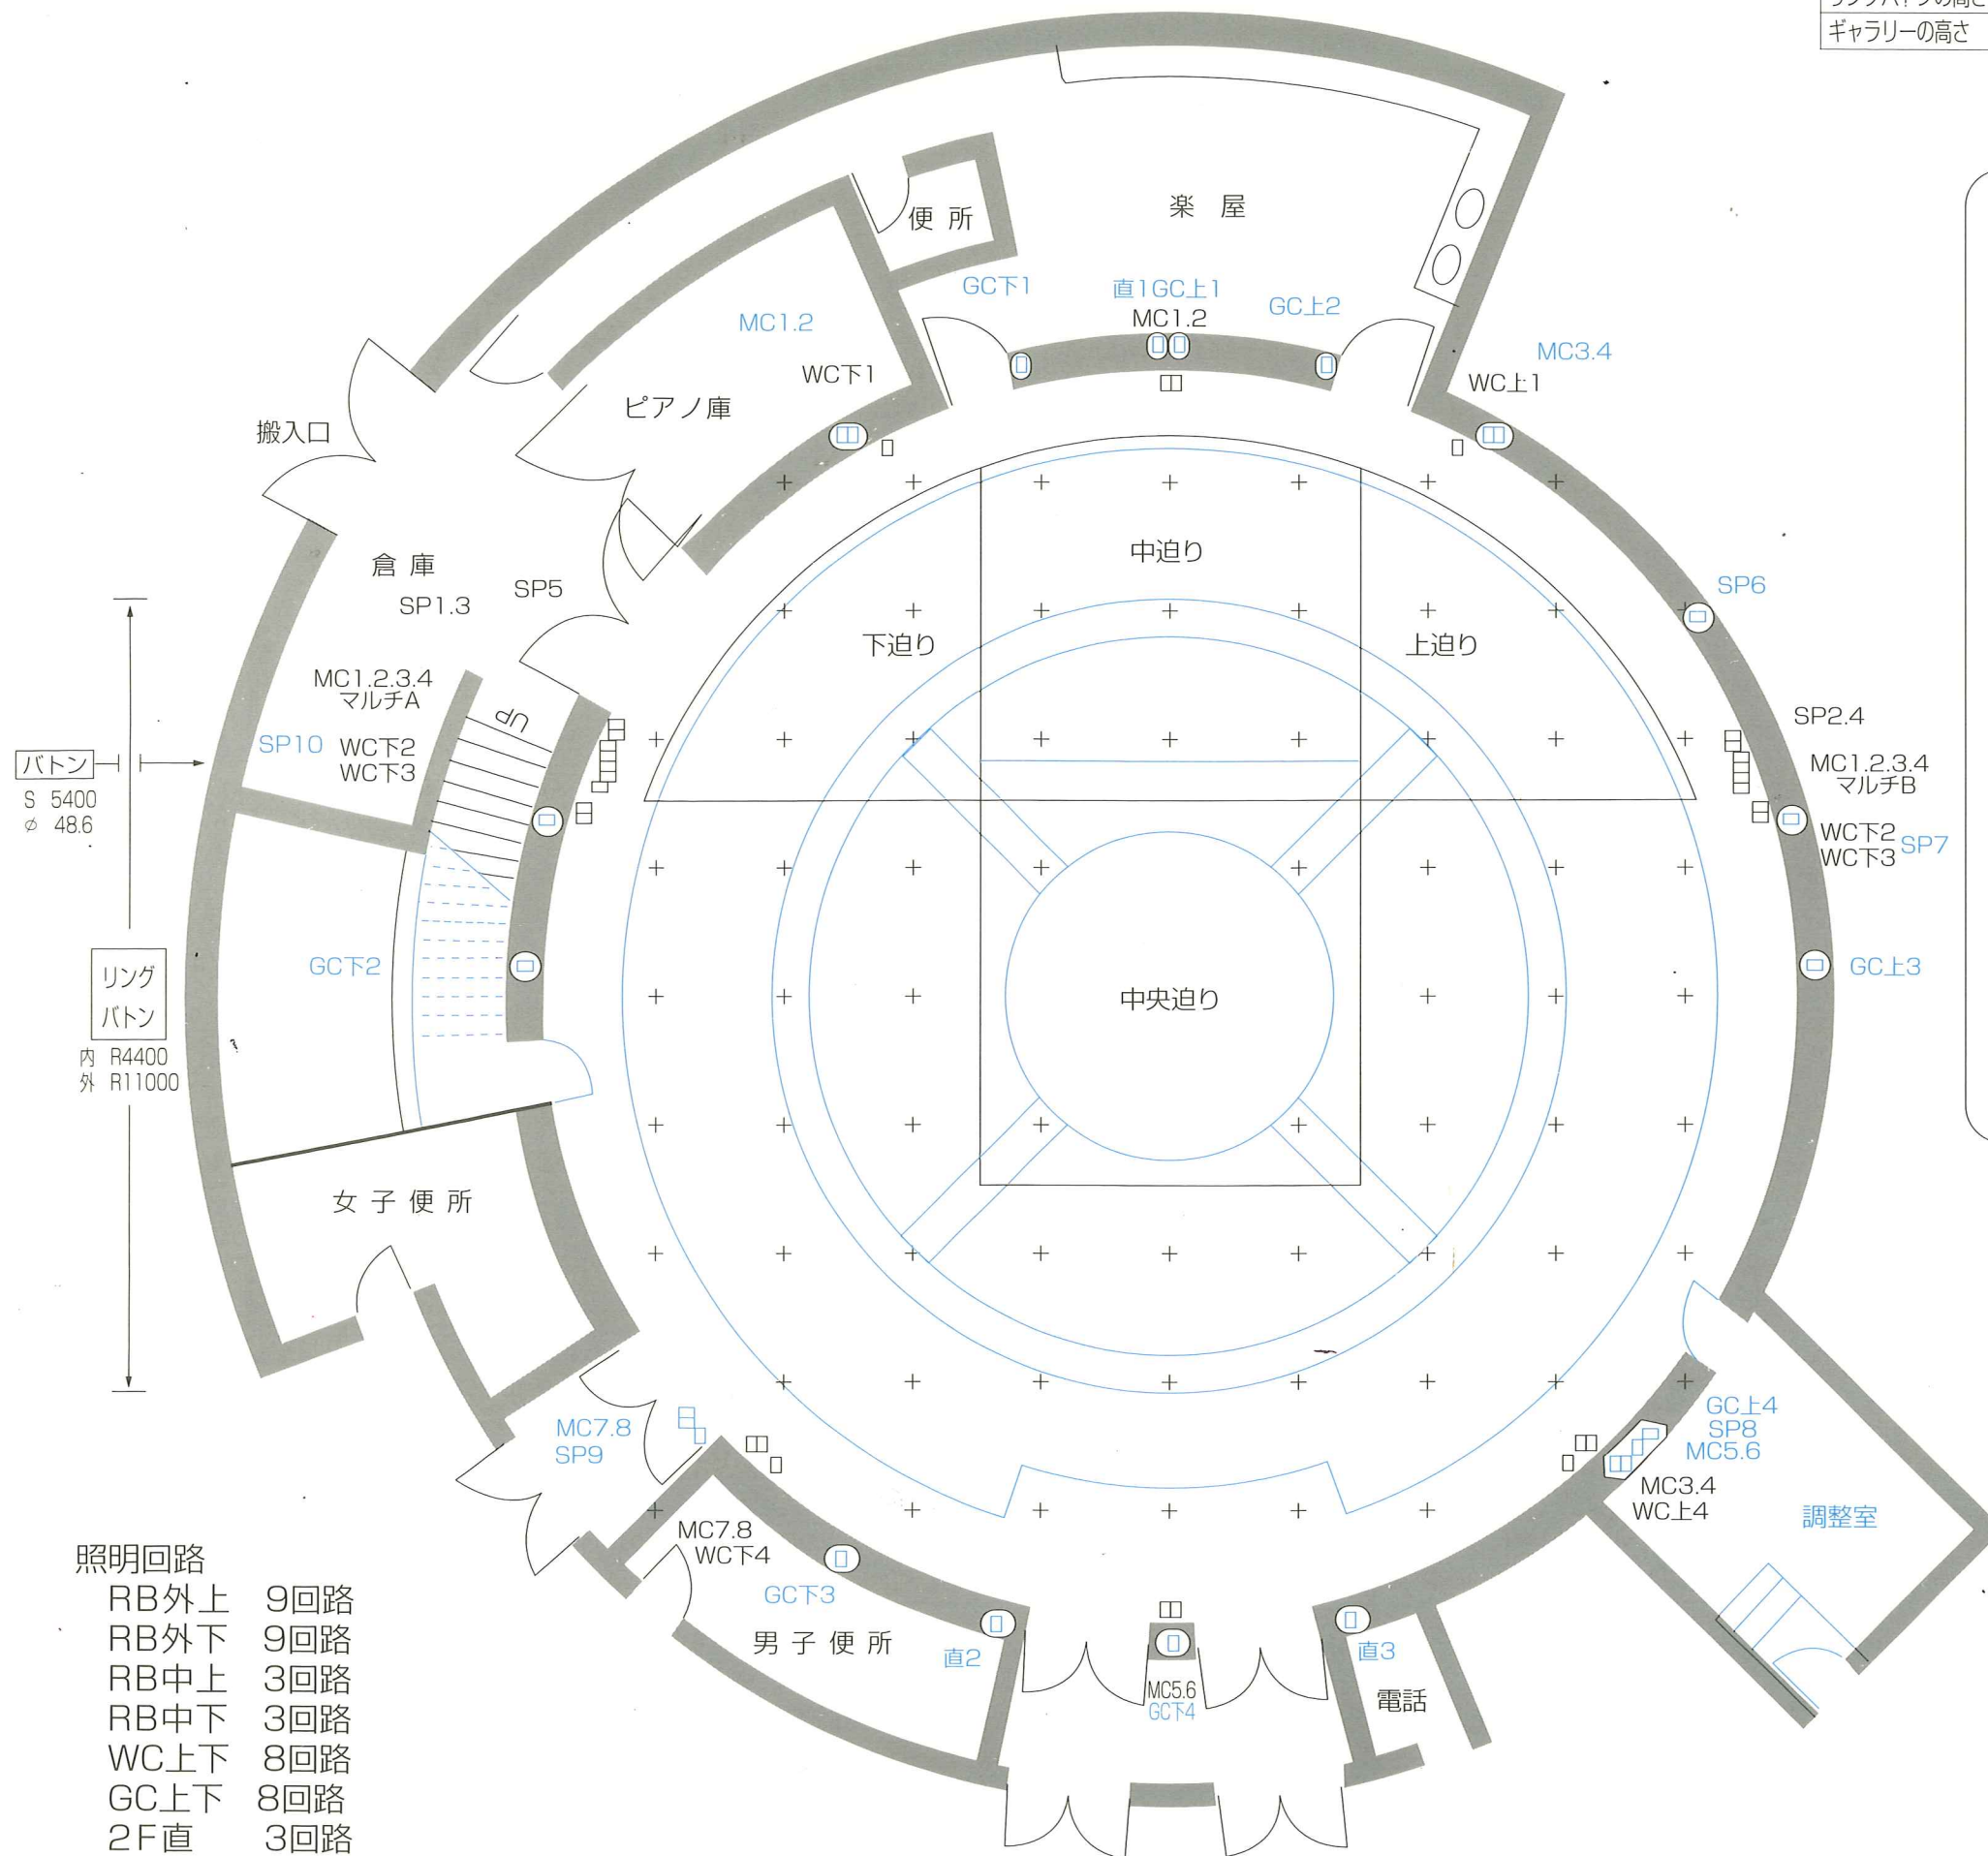 ギャラリーの高さ
便 所
楽 屋
GC下1
直1GC上1
MC1.2
GC上2
MC1.2
WC下1
MC3.4
WC上1
ピアノ庫
搬入口
倉 庫
SP1.3
SP5
中迫り
下迫り
上迫り
SP6
MC1.2.3.4
マルチA
SP10
WC下2
WC下3
UP
SP2.4
MC1.2.3.4
マルチB
WC下2
WC下3
SP7
バトン
S 5400
φ 48.6
リング
バトン
内 R4400
外 R11000
GC下2
中央迫り
GC上3
女 子 便 所
MC7.8
SP9
GC上4
SP8
MC5.6
MC3.4
WC上4
調整室
MC7.8
WC下4
GC下3
男 子 便 所
直2
MC5.6
GC下4
直3
電話
照明回路
RB外上 9回路
RB外下 9回路
RB中上 3回路
RB中下 3回路
WC上下 8回路
GC上下 8回路
2F直 3回路